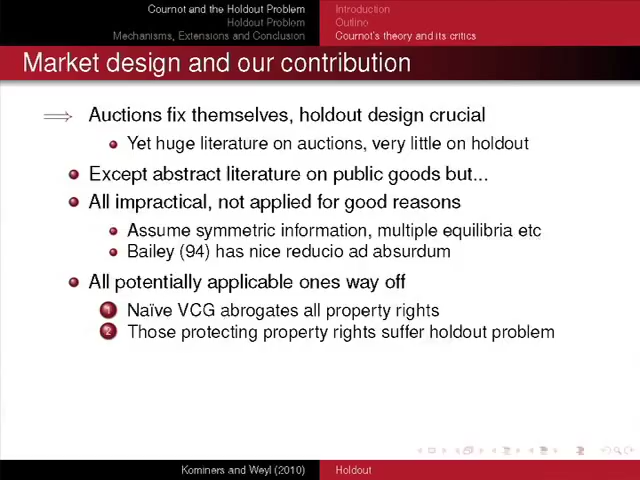 Cournot and the Holdout Problem
Holdout Problem
Mechanisms, Extensions and Conclusion
Introduction
Outline
Cournot's theory and its critics
Market design and our contribution
⟹ Auctions fix themselves, holdout design crucial
Yet huge literature on auctions, very little on holdout
Except abstract literature on public goods but...
All impractical, not applied for good reasons
Assume symmetric information, multiple equilibria etc
Bailey (94) has nice reducio ad absurdum
All potentially applicable ones way off
1 Naïve VCG abrogates all property rights
2 Those protecting property rights suffer holdout problem
Kominers and Weyl (2010)
Holdout